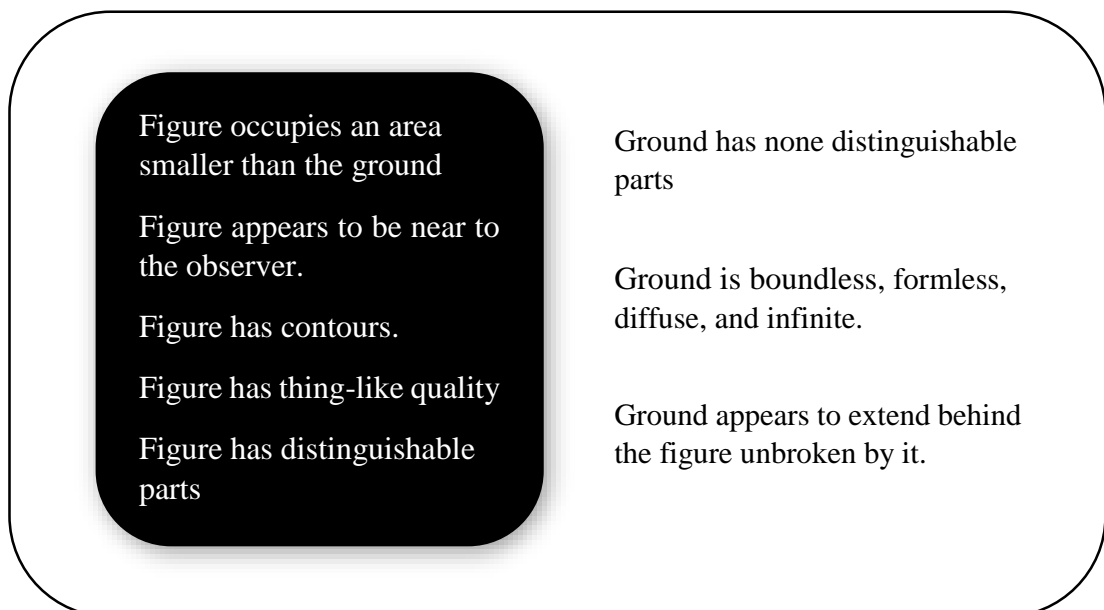 Figure occupies an area
smaller than the ground
Figure appears to be near to
the observer.
Figure has contours.
Figure has thing-like quality
Figure has distinguishable
parts
Ground has none distinguishable
parts
Ground is boundless, formless,
diffuse, and infinite.
Ground appears to extend behind
the figure unbroken by it.